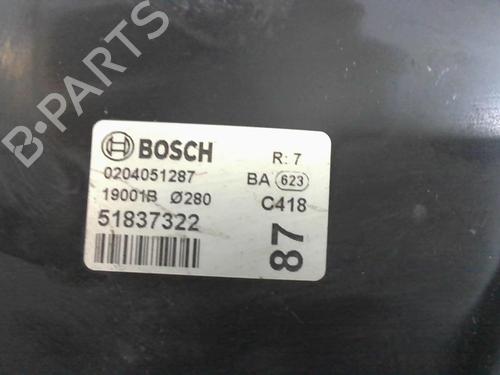 B-PARTS
BOSCH
R: 7
0204051287
BA 623
19001B Ø280
C418
51837322
87